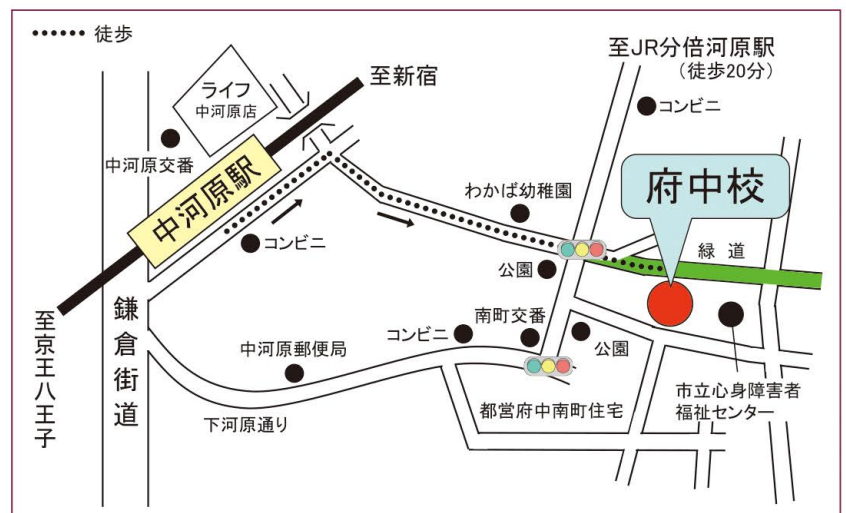 徒歩
ライフ
中河原店
至新宿
至JR分倍河原駅
（徒歩20分）
コンビニ
中河原交番
中河原駅
わかば幼稚園
府中校
コンビニ
緑道
公園
至京王八王子
鎌倉街道
中河原郵便局
コンビニ
南町交番
公園
下河原通り
都営府中南町住宅
市立心身障害者
福祉センター